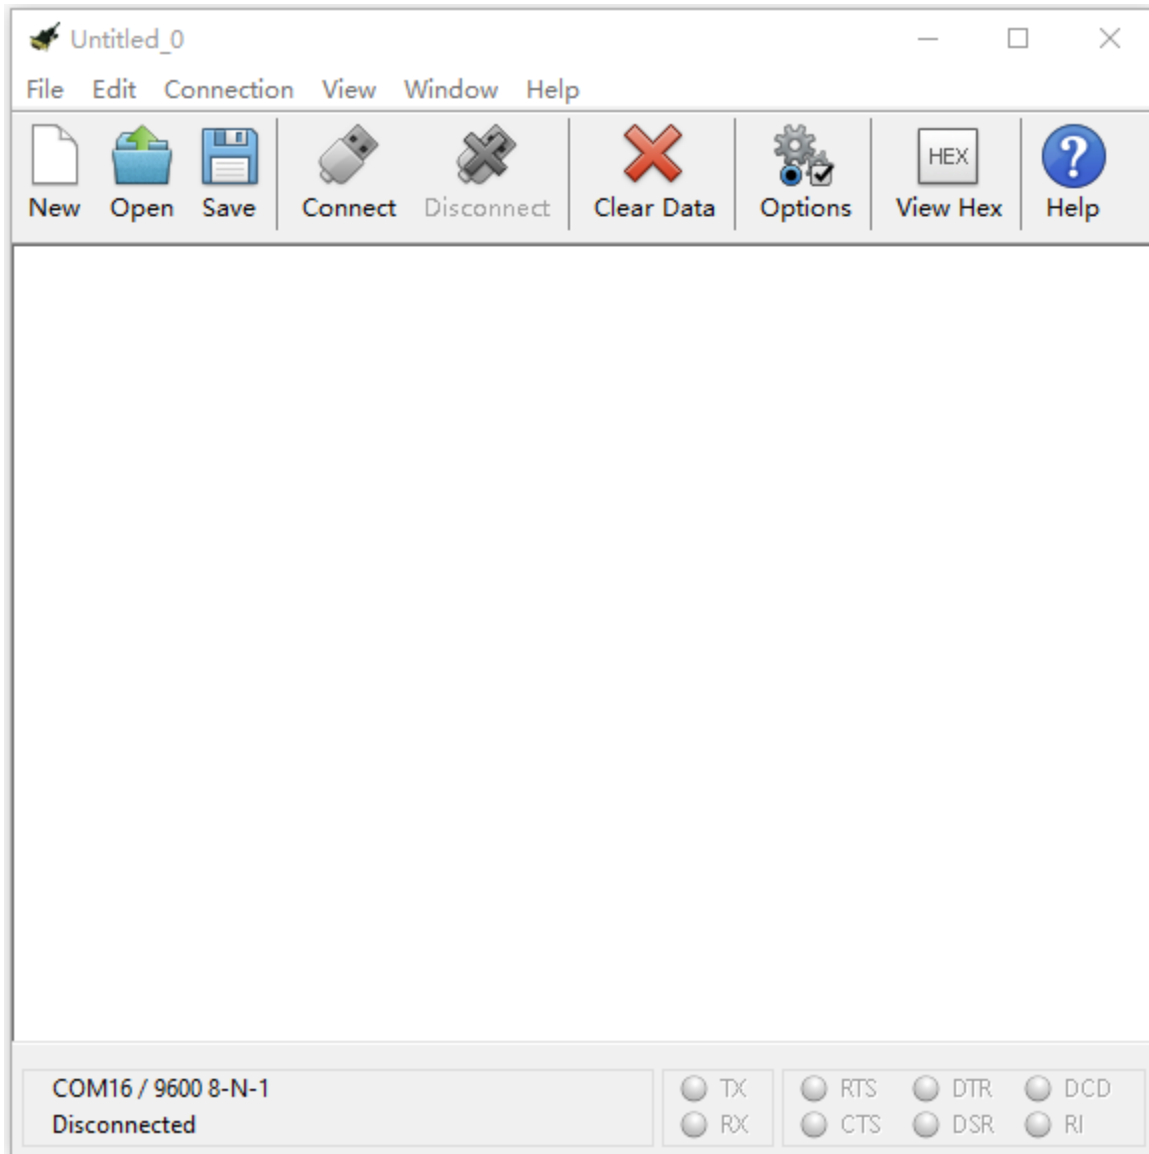 Untitled_0
File Edit Connection View Window Help
HEX
New Open Save Connect Disconnect Clear Data Options View Hex Help
COM16 / 9600 8-N-1
Disconnected
TX RTS DTR DCD
RX CTS DSR RI